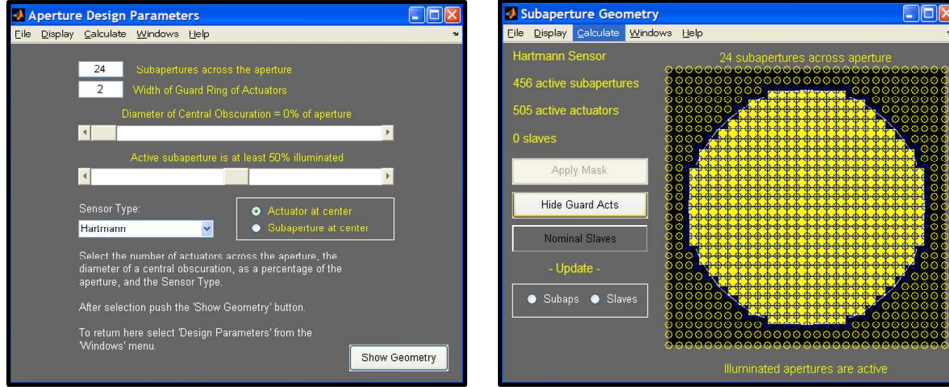 Aperture Design Parameters
File Display Calculate Windows Help
24 Subapertures across the aperture
2 Width of Guard Ring of Actuators
Diameter of Central Obscuration = 0% of aperture
Active subaperture is at least 50% illuminated
Sensor Type:
Hartmann
Actuator at center
Subaperture at center
Select the number of actuators across the aperture, the
diameter of a central obscuration, as a percentage of the
aperture, and the Sensor Type.
After selection push the 'Show Geometry' button.
To return here select 'Design Parameters' from the
'Windows' menu.
Show Geometry
Subaperture Geometry
File Display Calculate Windows Help
Hartmann Sensor
24 subapertures across aperture
456 active subapertures
505 active actuators
0 slaves
Apply Mask
Hide Guard Acts
Nominal Slaves
- Update -
Subaps Slaves
Illuminated apertures are active